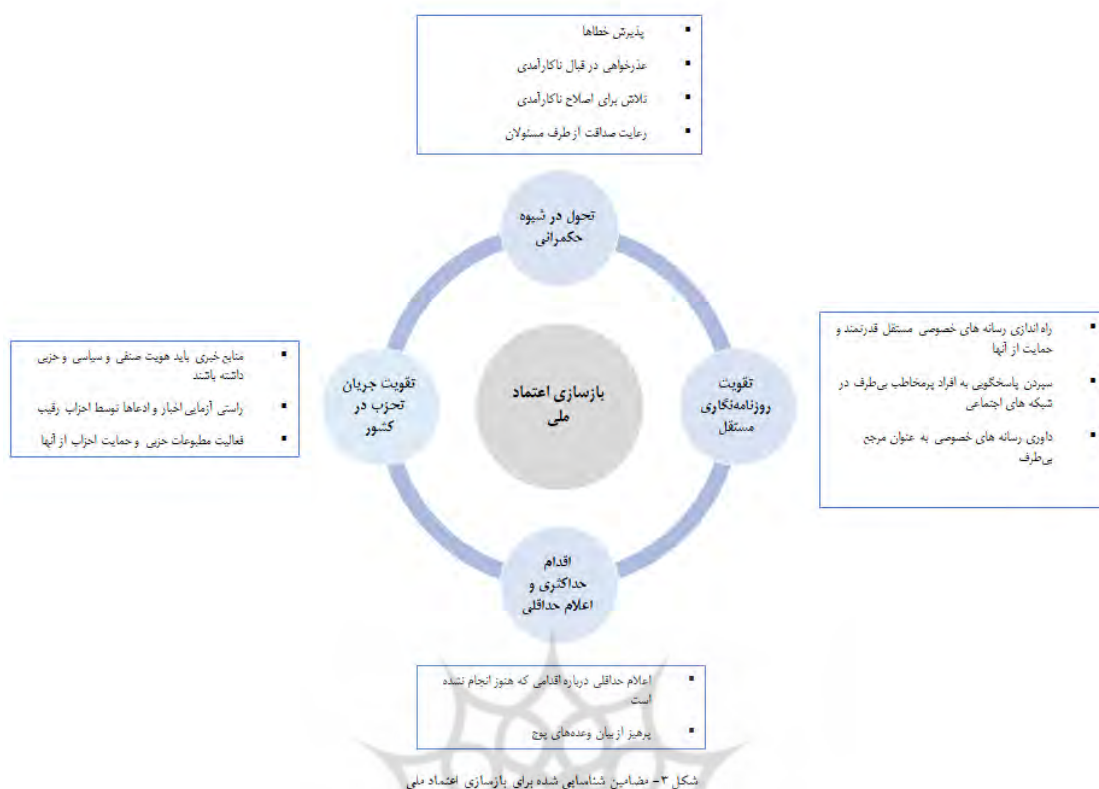 ▪ پذیرش خطاها
▪ عذرخواهی در قبال ناکارآمدی
▪ تلاش برای اصلاح ناکارآمدی
▪ رعایت صداقت از طرف مسئولان
تحول در شیوه
حکمرانی
▪ راه اندازی رسانه های خصوصی مستقل قدرتمند و
حمایت از آنها
▪ سپردن پاسخگویی به افراد پرمخاطب بی‌طرف در
شبکه های اجتماعی
▪ داوری رسانه های خصوصی به عنوان مرجع
بی‌طرف
تقویت
روزنامه‌نگاری
مستقل
بازسازی اعتماد
ملی
تقویت جریان
تحزب در
کشور
▪ منابع خبری باید هویت صنفی و سیاسی و حزبی
داشته باشند
▪ راستی آزمایی اخبار و ادعاها توسط احزاب رقیب
▪ فعالیت مطبوعات حزبی و حمایت احزاب از آنها
اقدام
حداکثری و
اعلام حداقلی
▪ اعلام حداقلی درباره اقدامی که هنوز انجام نشده
است
▪ پرهیز از بیان وعده‌های پوچ
شکل ۳- مضامین شناسایی شده برای بازسازی اعتماد ملی